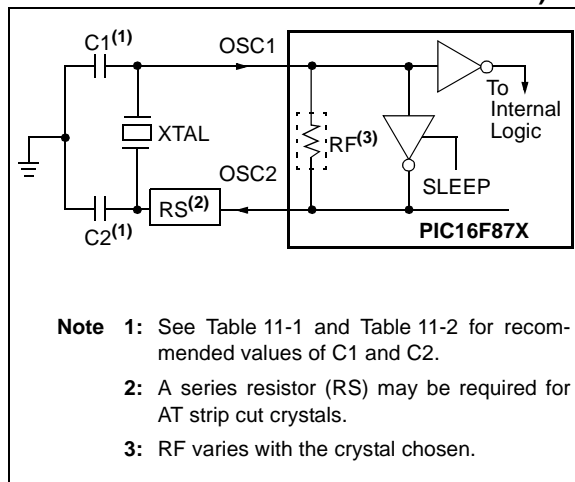 C1(1)
OSC1
To
Internal
Logic
XTAL
RF(3)
OSC2
SLEEP
RS(2)
C2(1)
PIC16F87X
Note 1: See Table 11-1 and Table 11-2 for recom-
mended values of C1 and C2.
2: A series resistor (RS) may be required for
AT strip cut crystals.
3: RF varies with the crystal chosen.